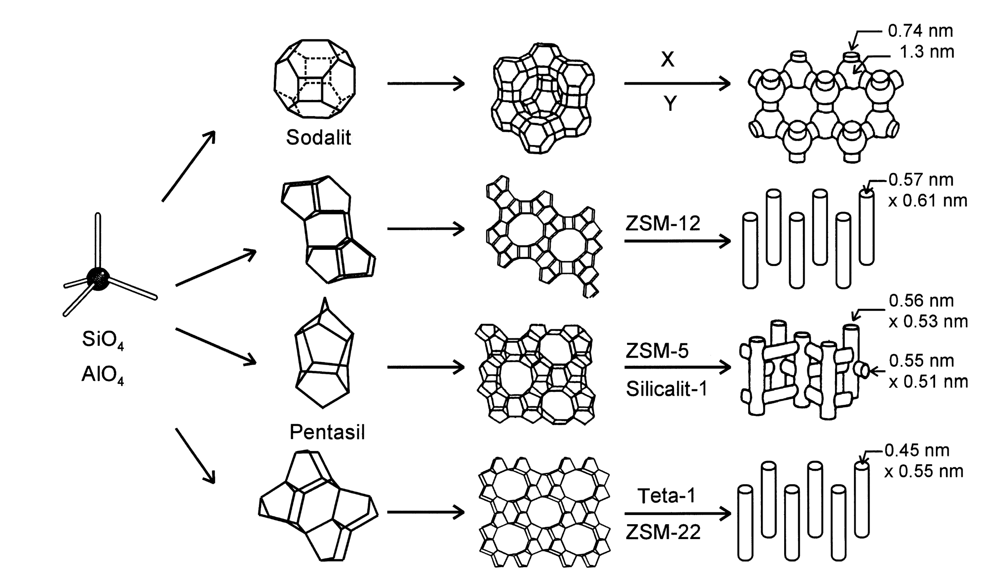 SiO₄
AlO₄
Sodalit
X
Y
0.74 nm
1.3 nm
ZSM-12
0.57 nm
x 0.61 nm
Pentasil
ZSM-5
Silicalit-1
0.56 nm
x 0.53 nm
0.55 nm
x 0.51 nm
Teta-1
ZSM-22
0.45 nm
x 0.55 nm